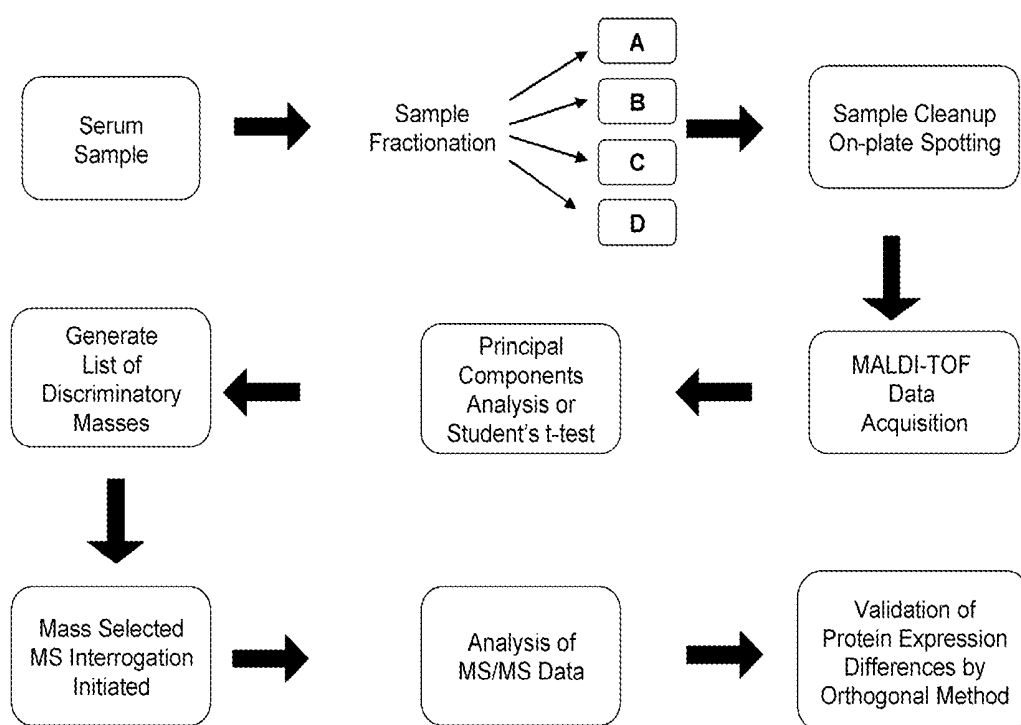 Serum
Sample
Sample
Fractionation
A
B
C
D
Sample Cleanup
On-plate Spotting
MALDI-TOF
Data
Acquisition
Principal
Components
Analysis or
Student's t-test
Generate
List of
Discriminatory
Masses
Mass Selected
MS Interrogation
Initiated
Analysis of
MS/MS Data
Validation of
Protein Expression
Differences by
Orthogonal Method